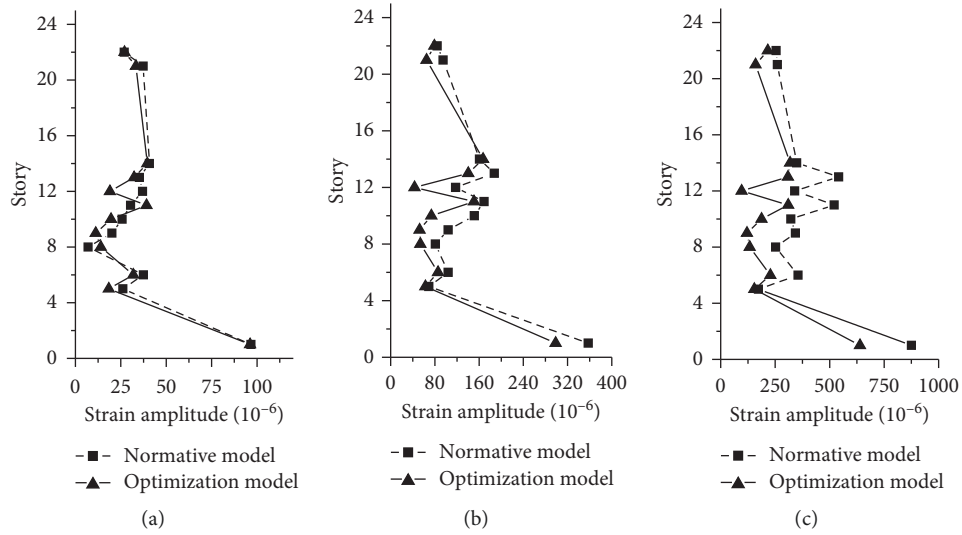 24
20
16
12
8
4
0
Story
0 25 50 75 100
Strain amplitude (10⁻⁶)
Normative model
Optimization model
(a)
24
20
16
12
8
4
0
Story
0 80 160 240 320 400
Strain amplitude (10⁻⁶)
Normative model
Optimization model
(b)
24
20
16
12
8
4
0
Story
0 250 500 750 1000
Strain amplitude (10⁻⁶)
Normative model
Optimization model
(c)